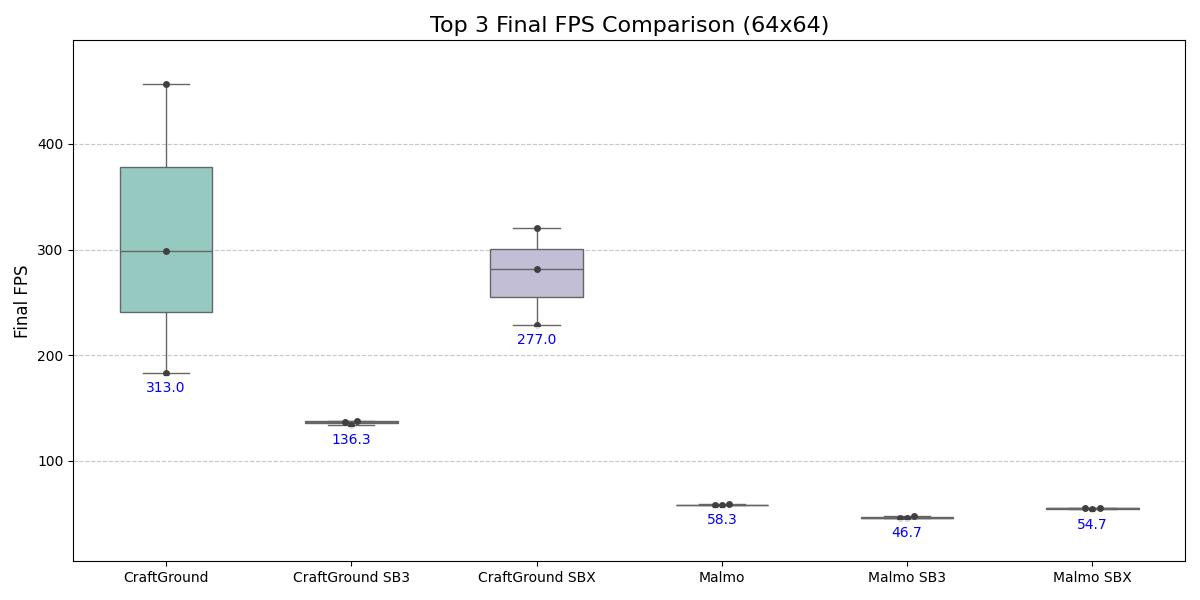 Top 3 Final FPS Comparison (64x64)
Final FPS
400
300
200
100
313.0
136.3
277.0
58.3
46.7
54.7
CraftGround
CraftGround SB3
CraftGround SBX
Malmo
Malmo SB3
Malmo SBX